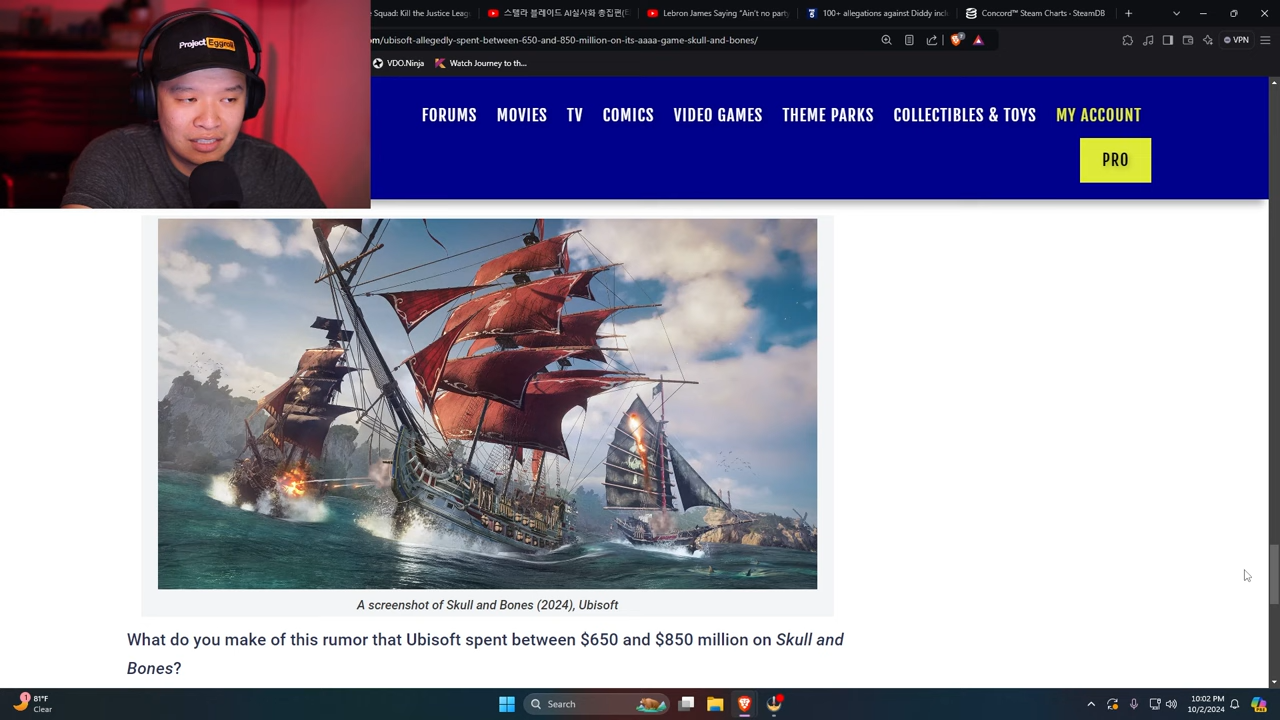 Squad: Kill the Justice Leag
스텔라 블레이드 AI실사화 총집편(E
Lebron James Saying "Ain't no party
100+ allegations against Diddy inclu
Concord™ Steam Charts · SteamDB
om/ubisoft-allegedly-spent-between-650-and-850-million-on-its-aaaa-game-skull-and-bones/
VPN
VDO.Ninja
Watch Journey to th...
Project Eggroll
FORUMS MOVIES TV COMICS VIDEO GAMES THEME PARKS COLLECTIBLES & TOYS MY ACCOUNT
PRO
A screenshot of Skull and Bones (2024), Ubisoft
What do you make of this rumor that Ubisoft spent between $650 and $850 million on Skull and
Bones?
1
81°F
Clear
Search
10:02 PM
10/2/2024